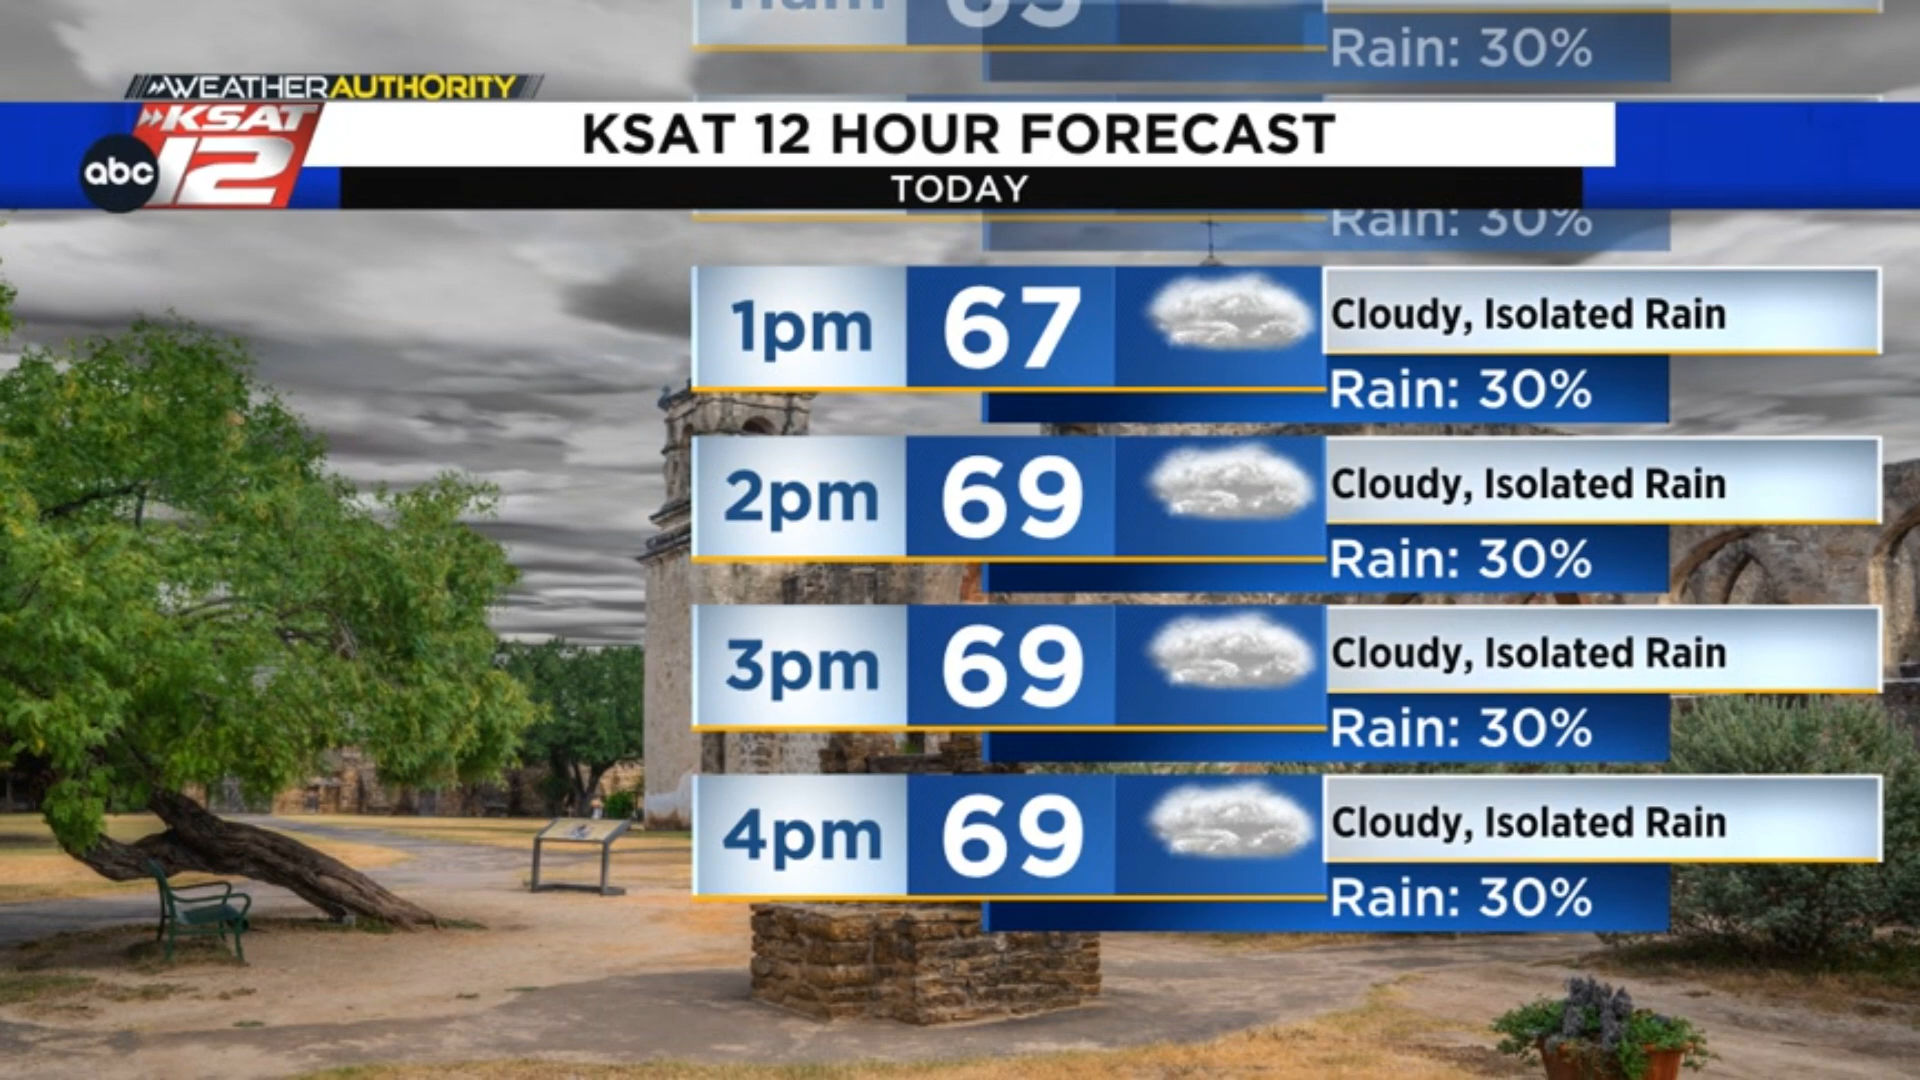 Rain: 30%
»WEATHERAUTHORITY
»KSAT
abc 12
KSAT 12 HOUR FORECAST
TODAY
Rain: 30%
1pm 67 Cloudy, Isolated Rain
Rain: 30%
2pm 69 Cloudy, Isolated Rain
Rain: 30%
3pm 69 Cloudy, Isolated Rain
Rain: 30%
4pm 69 Cloudy, Isolated Rain
Rain: 30%